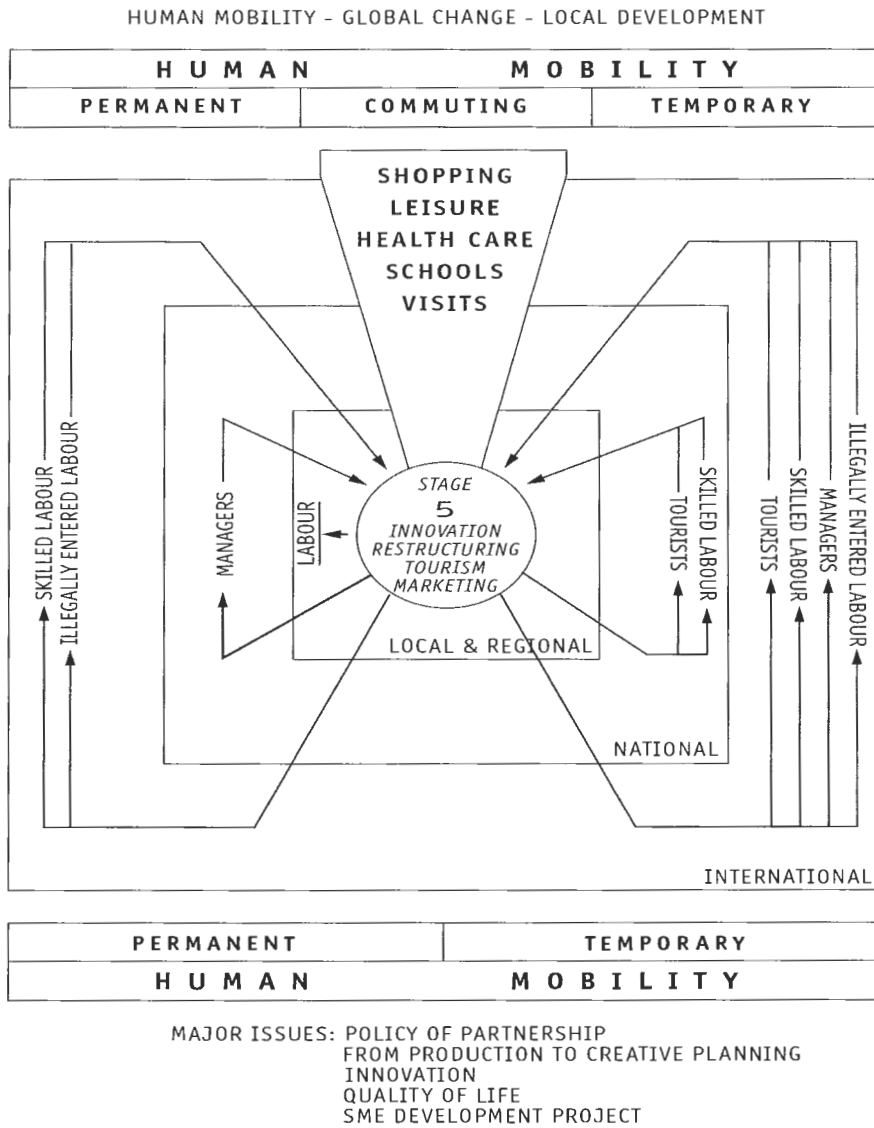 HUMAN MOBILITY - GLOBAL CHANGE - LOCAL DEVELOPMENT
HUMAN MOBILITY
PERMANENT COMMUTING TEMPORARY
SHOPPING
LEISURE
HEALTH CARE
SCHOOLS
VISITS
SKILLED LABOUR
ILLEGALLY ENTERED LABOUR
MANAGERS
LABOUR
STAGE
5
INNOVATION
RESTRUCTURING
TOURISM
MARKETING
TOURISTS
SKILLED LABOUR
TOURISTS
SKILLED LABOUR
MANAGERS
ILLEGALLY ENTERED LABOUR
LOCAL & REGIONAL
NATIONAL
INTERNATIONAL
PERMANENT TEMPORARY
HUMAN MOBILITY
MAJOR ISSUES: POLICY OF PARTNERSHIP
FROM PRODUCTION TO CREATIVE PLANNING
INNOVATION
QUALITY OF LIFE
SME DEVELOPMENT PROJECT